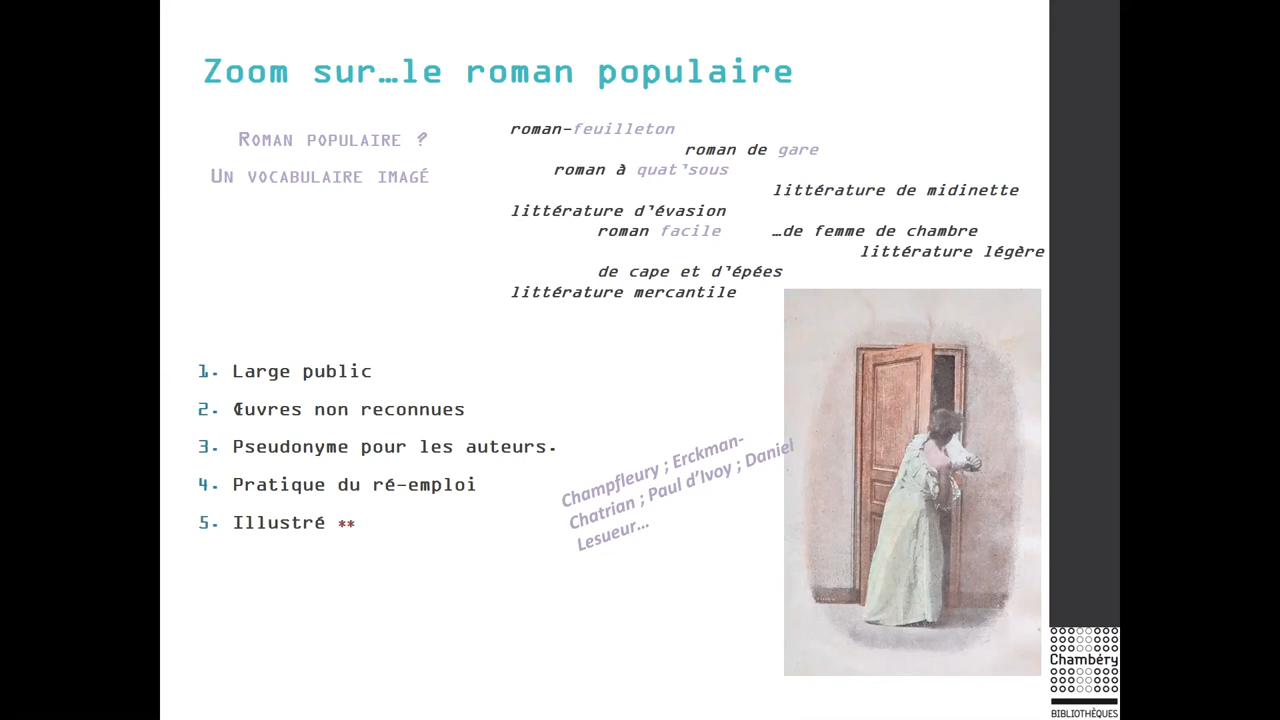 Zoom sur…le roman populaire
Roman populaire ?
Un vocabulaire imagé
roman-feuilleton
roman de gare
roman à quat'sous
littérature de midinette
littérature d'évasion
roman facile …de femme de chambre
littérature légère
de cape et d'épées
littérature mercantile
1. Large public
2. Œuvres non reconnues
3. Pseudonyme pour les auteurs.
4. Pratique du ré-emploi
5. Illustré **
Champfleury ; Erckman-
Chatrian ; Paul d'Ivoy ; Daniel
Lesueur…
Chambéry
BIBLIOTHÈQUES